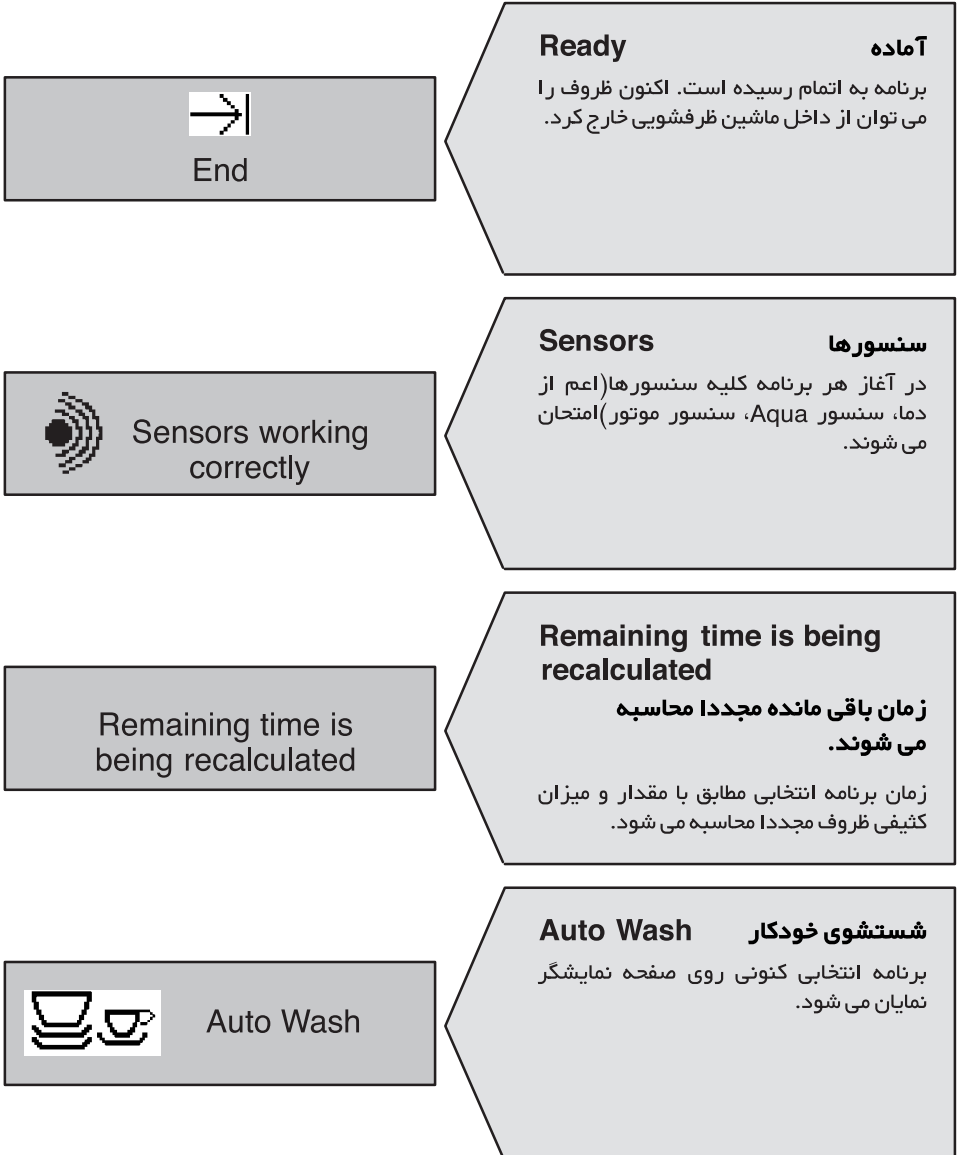 End
Ready آماده
برنامه به اتمام رسیده است. اکنون ظروف را
می توان از داخل ماشین ظرفشویی خارج کرد.
Sensors working
correctly
Sensors سنسورها
در آغاز هر برنامه کلیه سنسورها(اعم از
دما، سنسور Aqua، سنسور موتور)امتحان
می شوند.
Remaining time is
being recalculated
Remaining time is being
recalculated
زمان باقی مانده مجددا محاسبه
می شوند.
زمان برنامه انتخابی مطابق با مقدار و میزان
کثیفی ظروف مجددا محاسبه می شود.
Auto Wash
Auto Wash شستشوی خودکار
برنامه انتخابی کنونی روی صفحه نمایشگر
نمایان می شود.